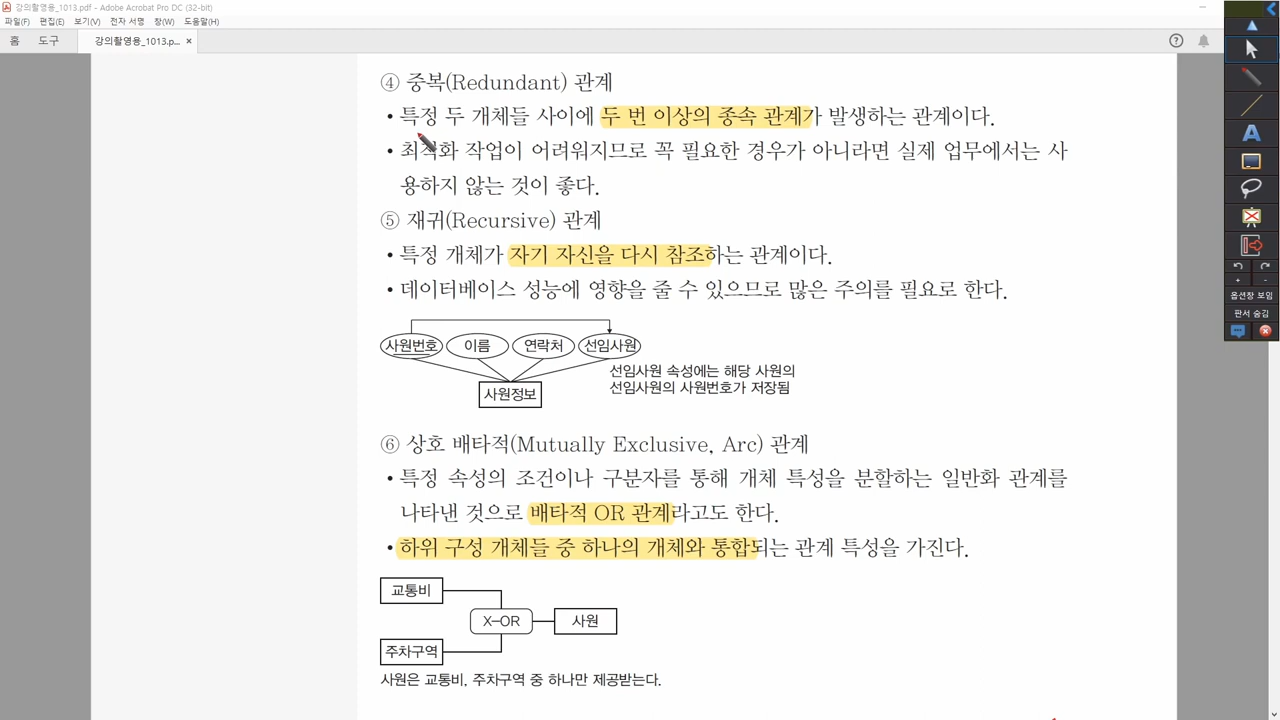 강의촬영용_1013.pdf - Adobe Acrobat Pro DC (32-bit)
파일(F) 편집(E) 보기(V) 전자 서명 창(W) 도움말(H)
홈 도구 강의촬영용_1013.p... ×
④ 중복(Redundant) 관계
• 특정 두 개체들 사이에 두 번 이상의 종속 관계가 발생하는 관계이다.
• 최적화 작업이 어려워지므로 꼭 필요한 경우가 아니라면 실제 업무에서는 사
용하지 않는 것이 좋다.
⑤ 재귀(Recursive) 관계
• 특정 개체가 자기 자신을 다시 참조하는 관계이다.
• 데이터베이스 성능에 영향을 줄 수 있으므로 많은 주의를 필요로 한다.
사원번호 이름 연락처 선임사원
선임사원 속성에는 해당 사원의
선임사원의 사원번호가 저장됨
사원정보
⑥ 상호 배타적(Mutually Exclusive, Arc) 관계
• 특정 속성의 조건이나 구분자를 통해 개체 특성을 분할하는 일반화 관계를
나타낸 것으로 배타적 OR 관계라고도 한다.
• 하위 구성 개체들 중 하나의 개체와 통합되는 관계 특성을 가진다.
교통비
X-OR 사원
주차구역
사원은 교통비, 주차구역 중 하나만 제공받는다.
옵션장 보임
판서 숨김